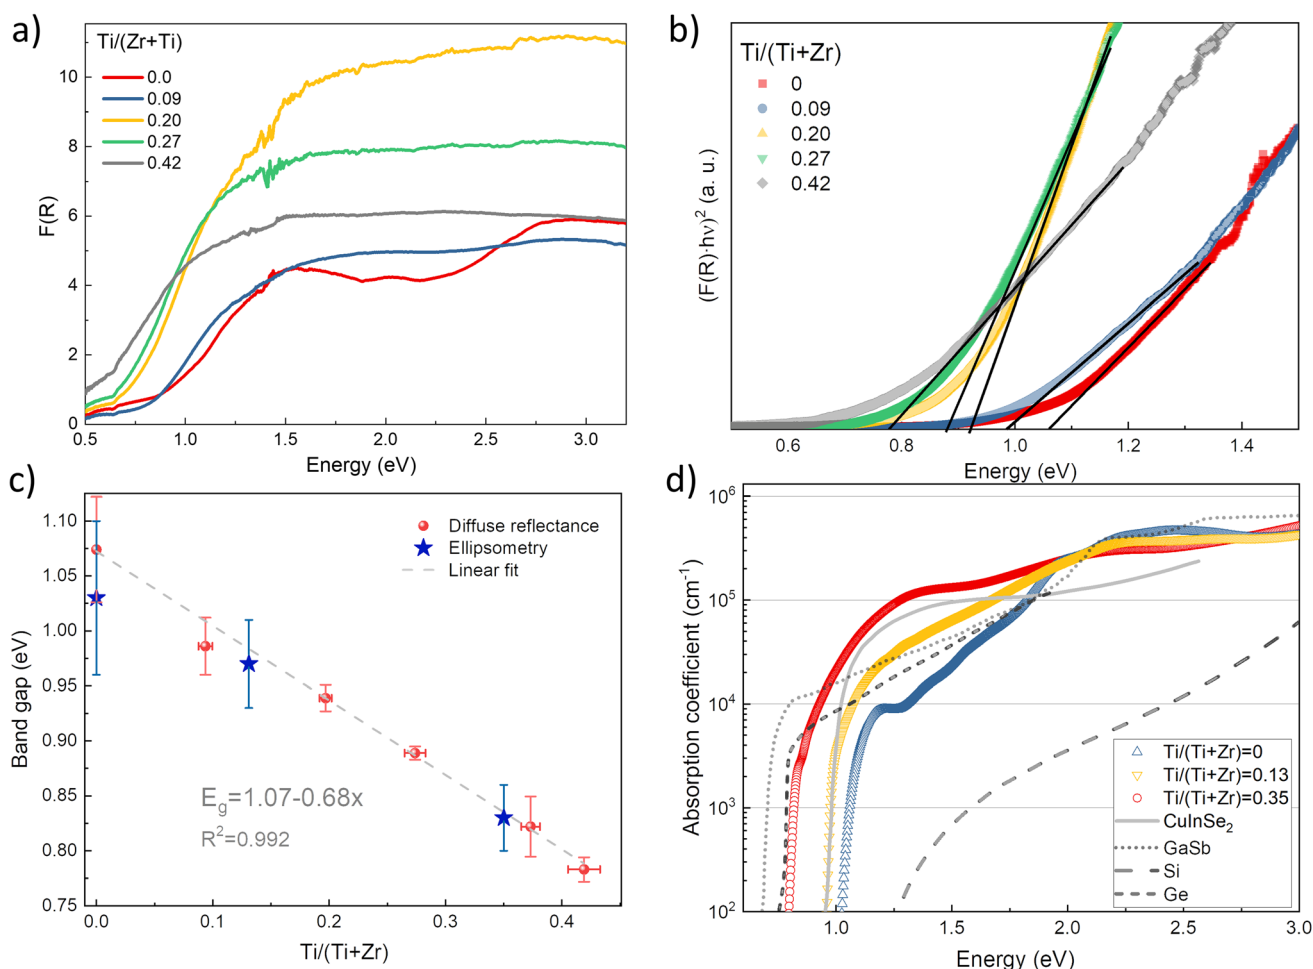 a)
Ti/(Zr+Ti)
0.0
0.09
0.20
0.27
0.42
F(R)
0
2
4
6
8
10
0.5
1.0
1.5
2.0
2.5
3.0
Energy (eV)
b)
Ti/(Ti+Zr)
0
0.09
0.20
0.27
0.42
(F(R)·hν)² (a. u.)
0.6
0.8
1.0
1.2
1.4
Energy (eV)
c)
Diffuse reflectance
Ellipsometry
Linear fit
Band gap (eV)
1.10
1.05
1.00
0.95
0.90
0.85
0.80
0.75
E_g=1.07-0.68x
R²=0.992
0.0
0.1
0.2
0.3
0.4
Ti/(Ti+Zr)
d)
Absorption coefficient (cm⁻¹)
10⁶
10⁵
10⁴
10³
10²
Ti/(Ti+Zr)=0
Ti/(Ti+Zr)=0.13
Ti/(Ti+Zr)=0.35
CuInSe₂
GaSb
Si
Ge
1.0
1.5
2.0
2.5
3.0
Energy (eV)